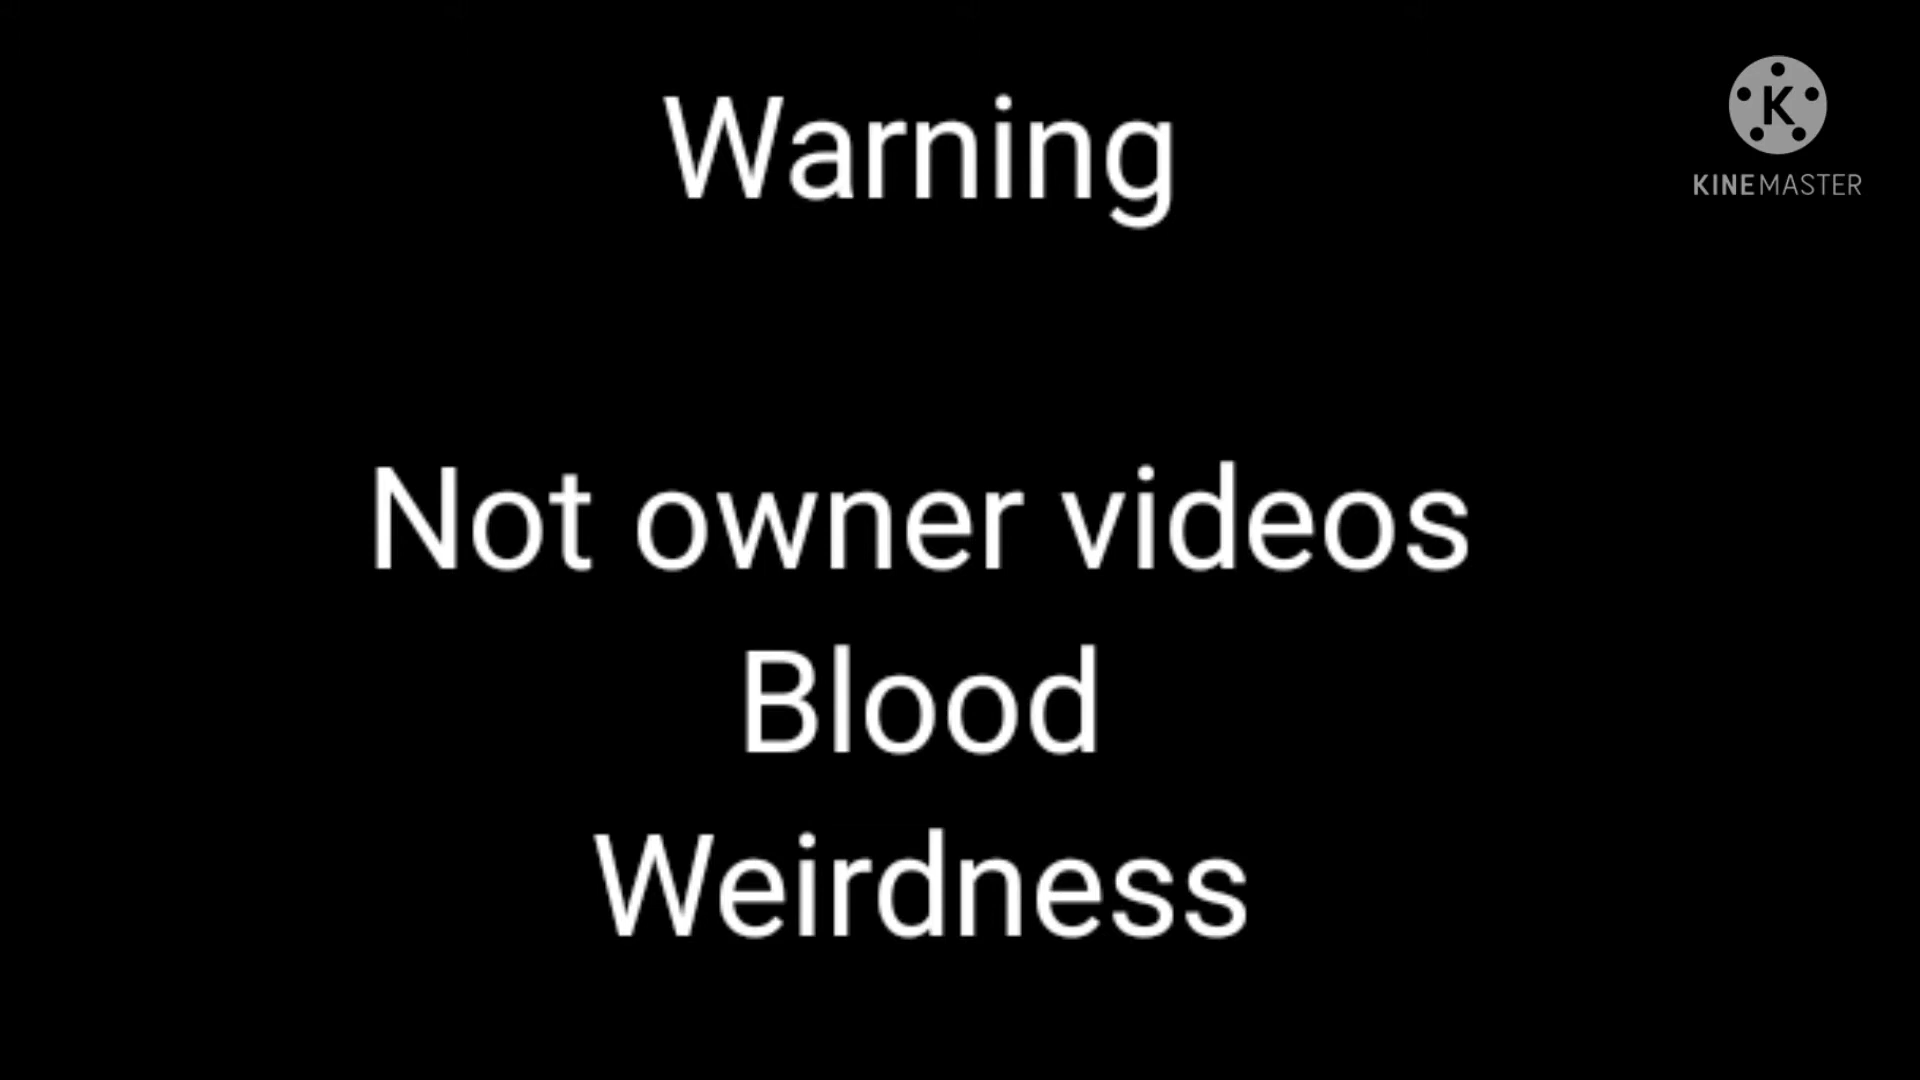 Warning
K
KINEMASTER
Not owner videos
Blood
Weirdness